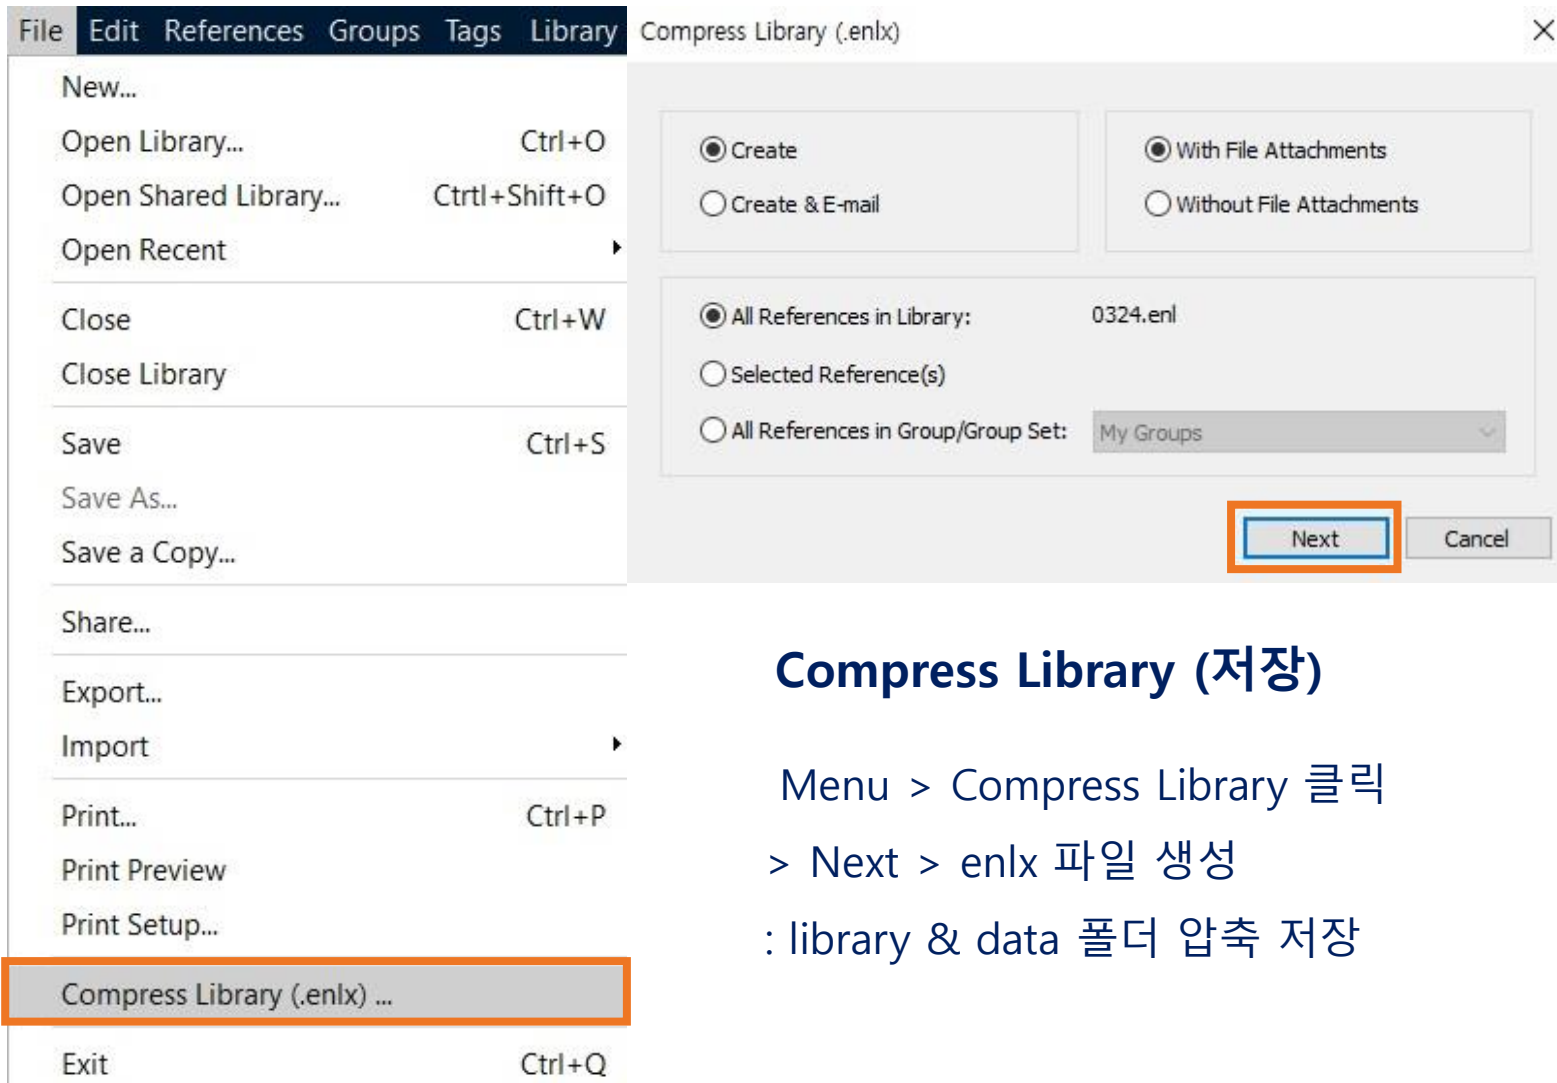 File Edit References Groups Tags Library
New...
Open Library... Ctrl+O
Open Shared Library... Ctrtl+Shift+O
Open Recent
Close Ctrl+W
Close Library
Save Ctrl+S
Save As...
Save a Copy...
Share...
Export...
Import
Print... Ctrl+P
Print Preview
Print Setup...
Compress Library (.enlx) ...
Exit Ctrl+Q
Compress Library (.enlx)
Create
Create & E-mail
With File Attachments
Without File Attachments
All References in Library: 0324.enl
Selected Reference(s)
All References in Group/Group Set: My Groups
Next Cancel
Compress Library (저장)
Menu > Compress Library 클릭
> Next > enlx 파일 생성
: library & data 폴더 압축 저장